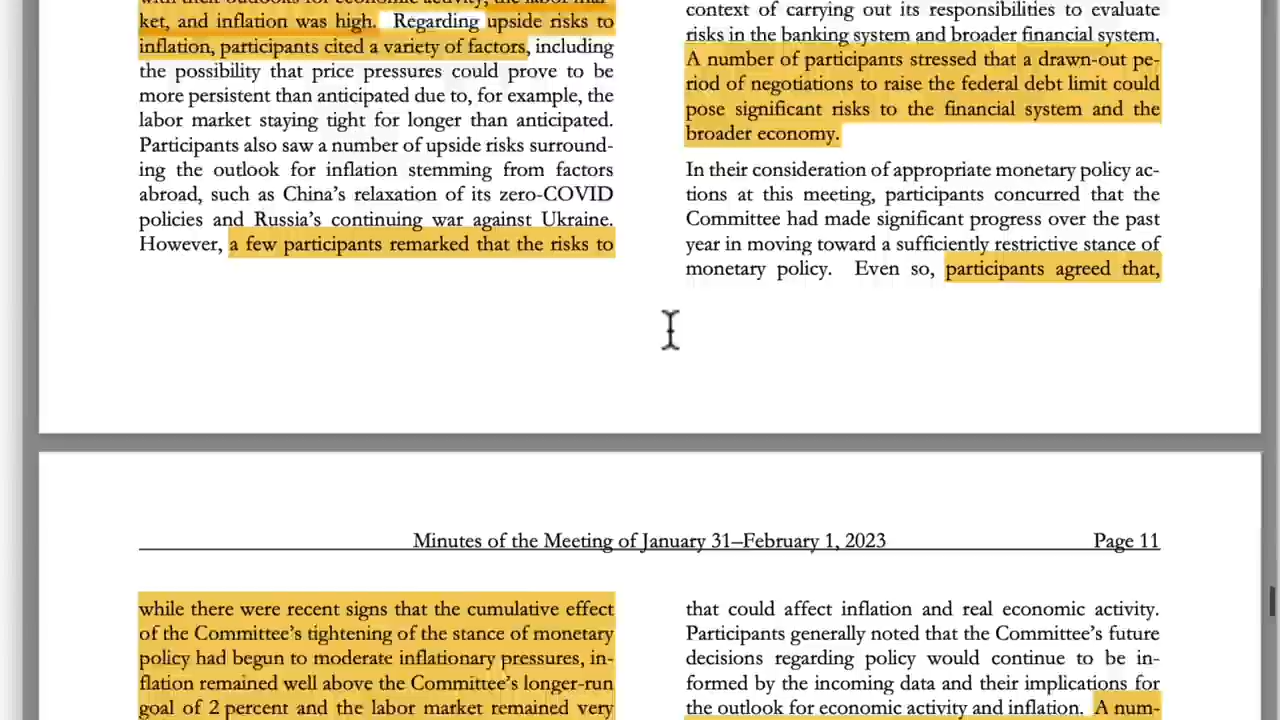 with their outlooks for economic activity, the labor mar-
ket, and inflation was high. Regarding upside risks to
inflation, participants cited a variety of factors, including
the possibility that price pressures could prove to be
more persistent than anticipated due to, for example, the
labor market staying tight for longer than anticipated.
Participants also saw a number of upside risks surround-
ing the outlook for inflation stemming from factors
abroad, such as China's relaxation of its zero-COVID
policies and Russia's continuing war against Ukraine.
However, a few participants remarked that the risks to
context of carrying out its responsibilities to evaluate
risks in the banking system and broader financial system.
A number of participants stressed that a drawn-out pe-
riod of negotiations to raise the federal debt limit could
pose significant risks to the financial system and the
broader economy.
In their consideration of appropriate monetary policy ac-
tions at this meeting, participants concurred that the
Committee had made significant progress over the past
year in moving toward a sufficiently restrictive stance of
monetary policy. Even so, participants agreed that,
Minutes of the Meeting of January 31–February 1, 2023 Page 11
while there were recent signs that the cumulative effect
of the Committee's tightening of the stance of monetary
policy had begun to moderate inflationary pressures, in-
flation remained well above the Committee's longer-run
goal of 2 percent and the labor market remained very
that could affect inflation and real economic activity.
Participants generally noted that the Committee's future
decisions regarding policy would continue to be in-
formed by the incoming data and their implications for
the outlook for economic activity and inflation. A num-